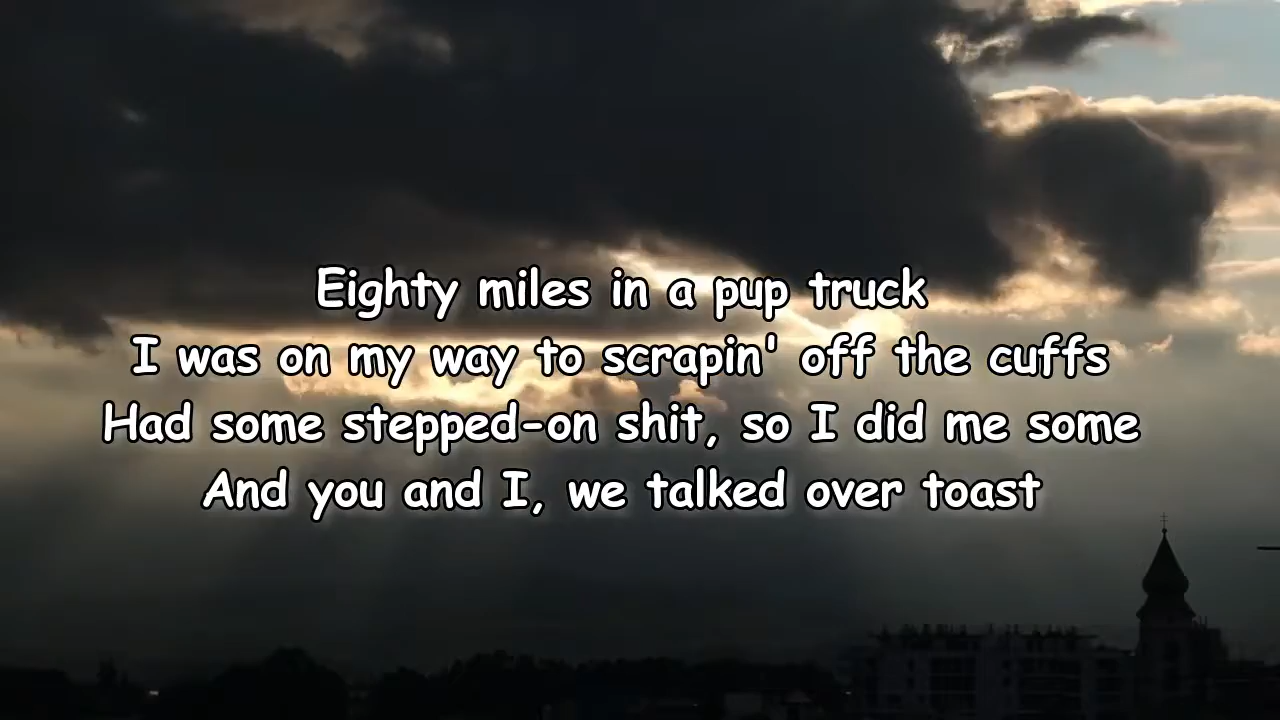 Eighty miles in a pup truck
I was on my way to scrapin' off the cuffs
Had some stepped-on shit, so I did me some
And you and I, we talked over toast